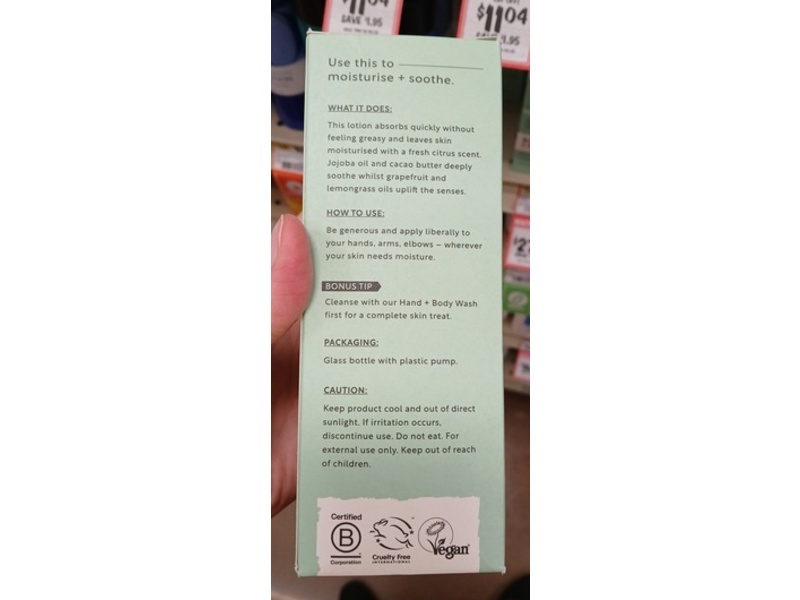 $11.04
SAVE $1.95
$11.04
$1.95
Use this to
moisturise + soothe.
WHAT IT DOES:
This lotion absorbs quickly without
feeling greasy and leaves skin
moisturised with a fresh citrus scent.
Jojoba oil and cacao butter deeply
soothe whilst grapefruit and
lemongrass oils uplift the senses.
HOW TO USE:
Be generous and apply liberally to
your hands, arms, elbows – wherever
your skin needs moisture.
BONUS TIP
Cleanse with our Hand + Body Wash
first for a complete skin treat.
PACKAGING:
Glass bottle with plastic pump.
CAUTION:
Keep product cool and out of direct
sunlight. If irritation occurs,
discontinue use. Do not eat. For
external use only. Keep out of reach
of children.
Certified
B
Corporation
Cruelty Free
INTERNATIONAL
Vegan